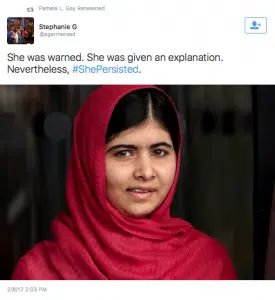 Pamela L. Gay Retweeted
Stephanie G
@sgerrnerasd
She was warned. She was given an explanation.
Nevertheless, #ShePersisted.
2/8/17 2:03 PM